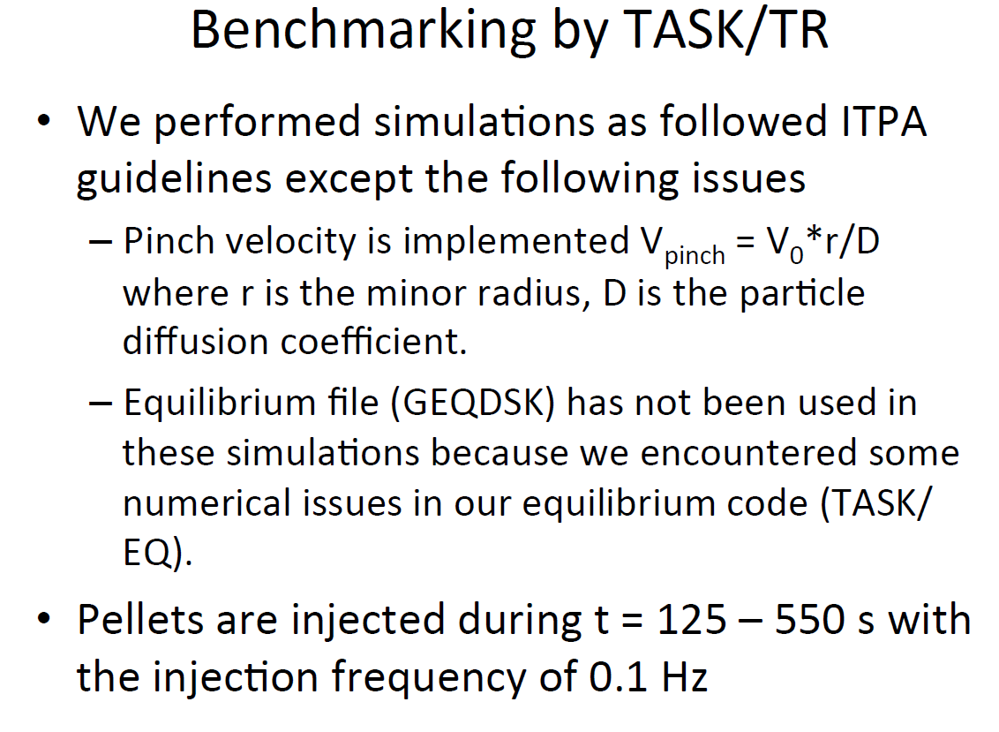 Benchmarking by TASK/TR
• We performed simulations as followed ITPA
guidelines except the following issues
– Pinch velocity is implemented Vpinch = V0*r/D
where r is the minor radius, D is the particle
diffusion coefficient.
– Equilibrium file (GEQDSK) has not been used in
these simulations because we encountered some
numerical issues in our equilibrium code (TASK/
EQ).
• Pellets are injected during t = 125 – 550 s with
the injection frequency of 0.1 Hz